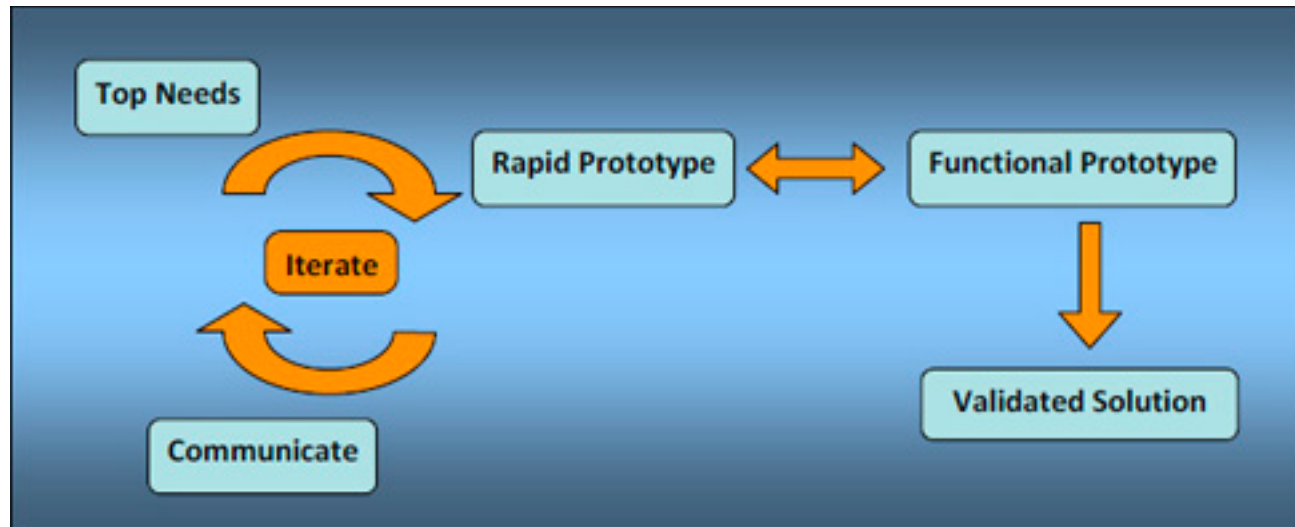 Top Needs
Rapid Prototype
Functional Prototype
Iterate
Validated Solution
Communicate